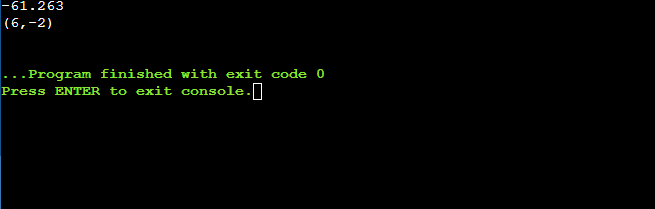 -61.263
(6,-2)
...Program finished with exit code 0
Press ENTER to exit console.